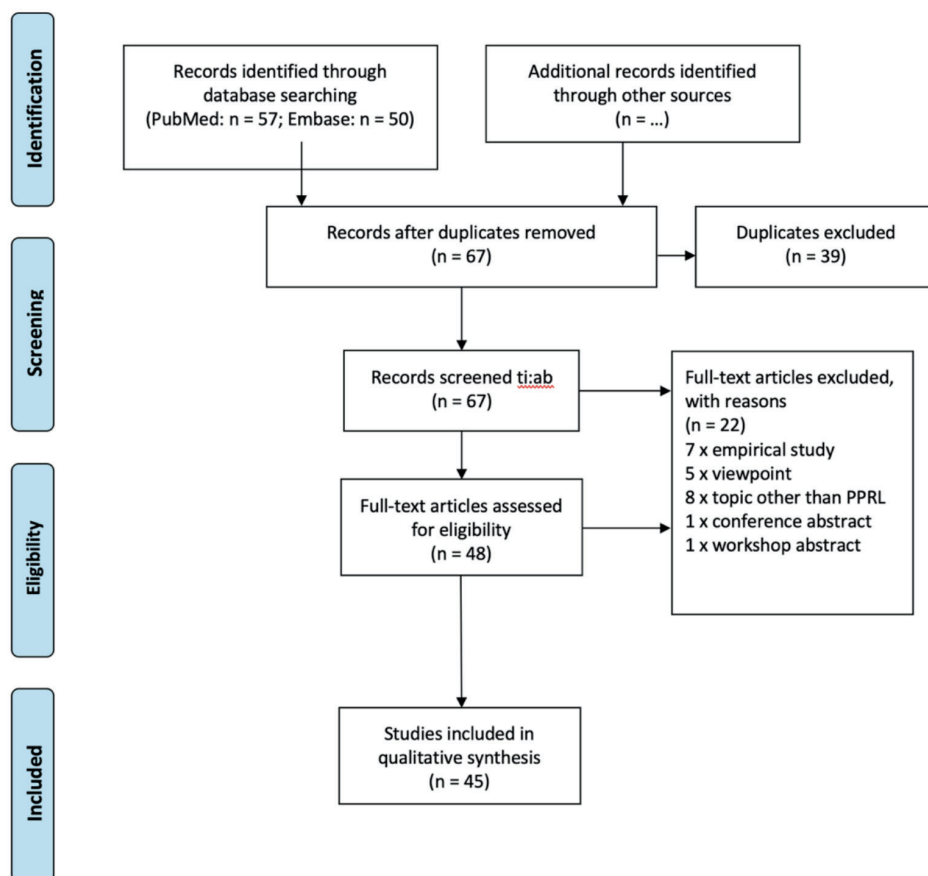 Identification
Records identified through
database searching
(PubMed: n = 57; Embase: n = 50)
Additional records identified
through other sources
(n = ...)
Records after duplicates removed
(n = 67)
Duplicates excluded
(n = 39)
Screening
Records screened ti:ab
(n = 67)
Full-text articles excluded,
with reasons
(n = 22)
7 x empirical study
5 x viewpoint
8 x topic other than PPRL
1 x conference abstract
1 x workshop abstract
Eligibility
Full-text articles assessed
for eligibility
(n = 48)
Included
Studies included in
qualitative synthesis
(n = 45)